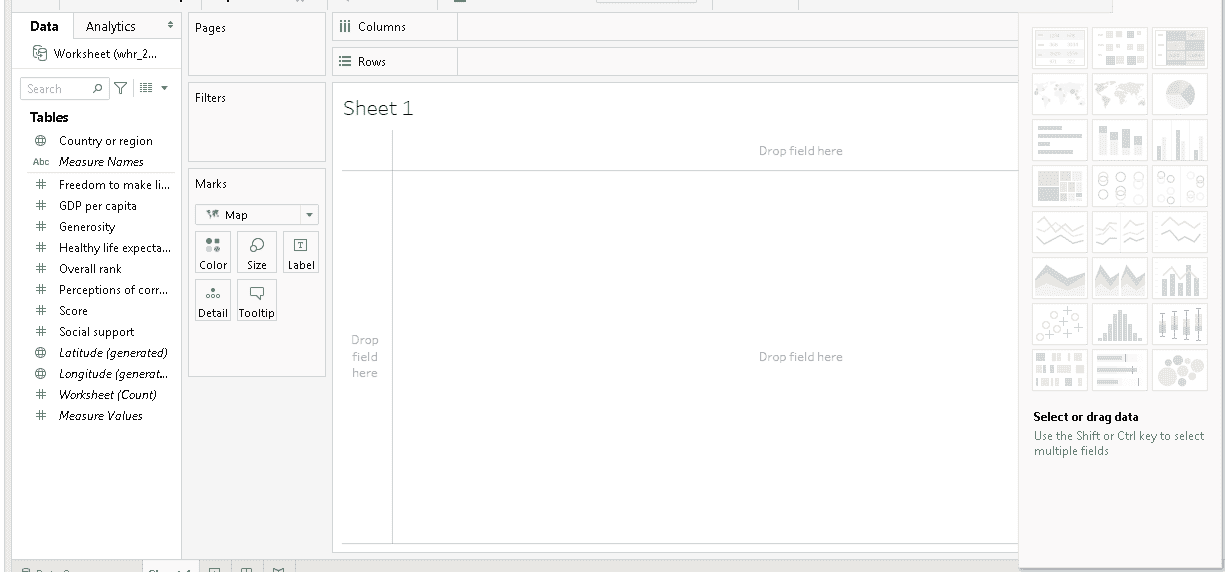 Data
Analytics
Worksheet (whr_2...
Search
Tables
Country or region
Abc
Measure Names
Freedom to make li...
GDP per capita
Generosity
Healthy life expecta...
Overall rank
Perceptions of corr...
Score
Social support
Latitude (generated)
Longitude (generat...
Worksheet (Count)
Measure Values
Pages
Filters
Marks
Map
Color
Size
T
Label
Detail
Tooltip
Columns
Rows
Sheet 1
Drop field here
Drop
field
here
Drop field here
Select or drag data
Use the Shift or Ctrl key to select
multiple fields